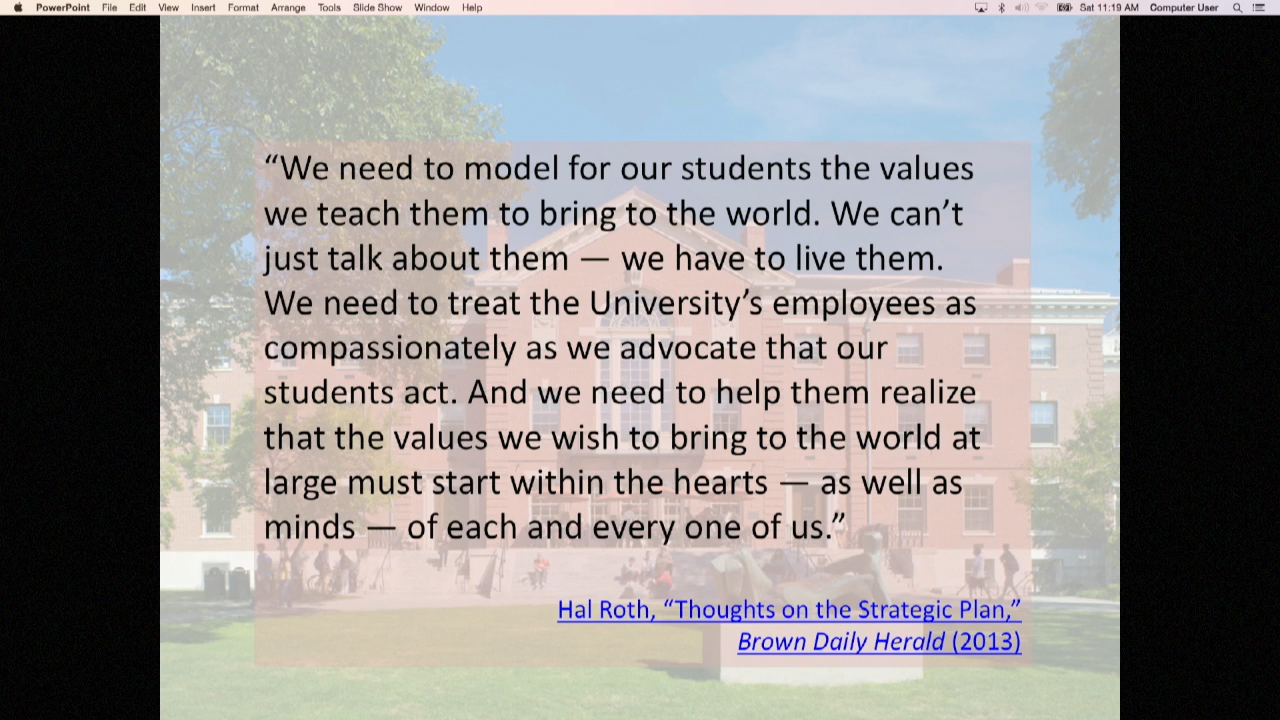 PowerPoint File Edit View Insert Format Arrange Tools Slide Show Window Help Sat 11:19 AM Computer User
“We need to model for our students the values
we teach them to bring to the world. We can’t
just talk about them — we have to live them.
We need to treat the University’s employees as
compassionately as we advocate that our
students act. And we need to help them realize
that the values we wish to bring to the world at
large must start within the hearts — as well as
minds — of each and every one of us.”
Hal Roth, “Thoughts on the Strategic Plan,”
Brown Daily Herald (2013)